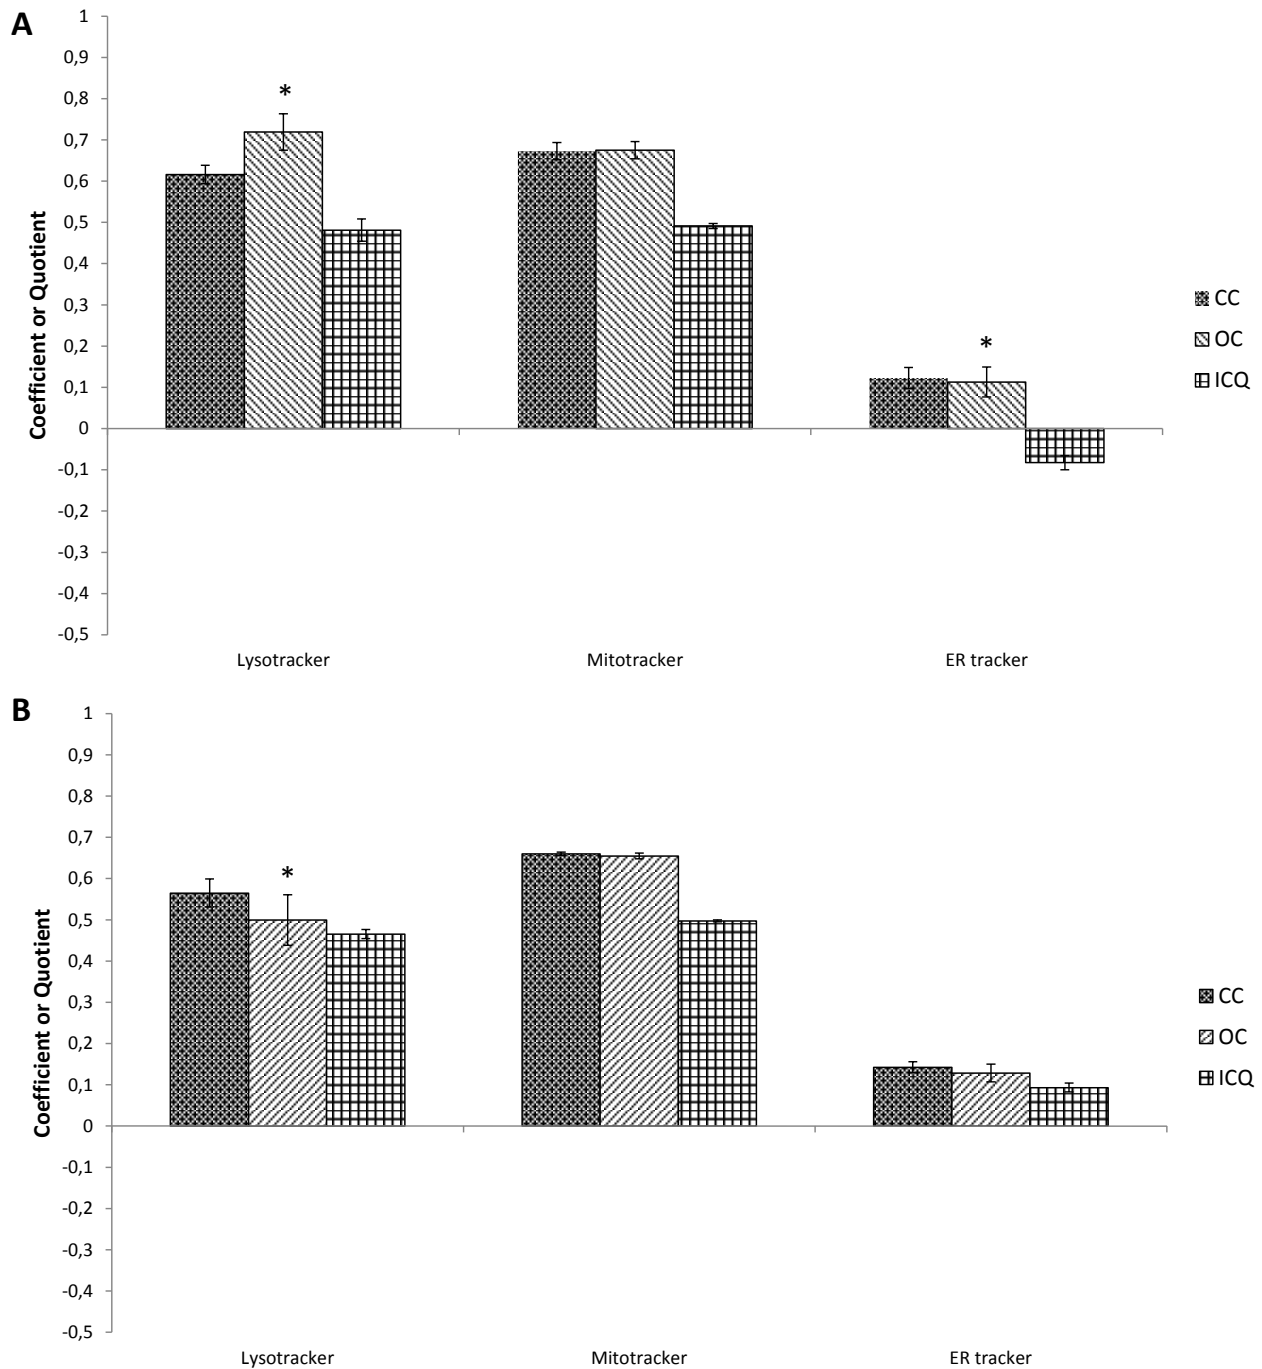 A
1
0,9
0,8
0,7
0,6
0,5
0,4
0,3
0,2
0,1
0
-0,1
-0,2
-0,3
-0,4
-0,5
Coefficient or Quotient
*
*
CC
OC
ICQ
Lysotracker Mitotracker ER tracker
B
1
0,9
0,8
0,7
0,6
0,5
0,4
0,3
0,2
0,1
0
-0,1
-0,2
-0,3
-0,4
-0,5
Coefficient or Quotient
*
CC
OC
ICQ
Lysotracker Mitotracker ER tracker